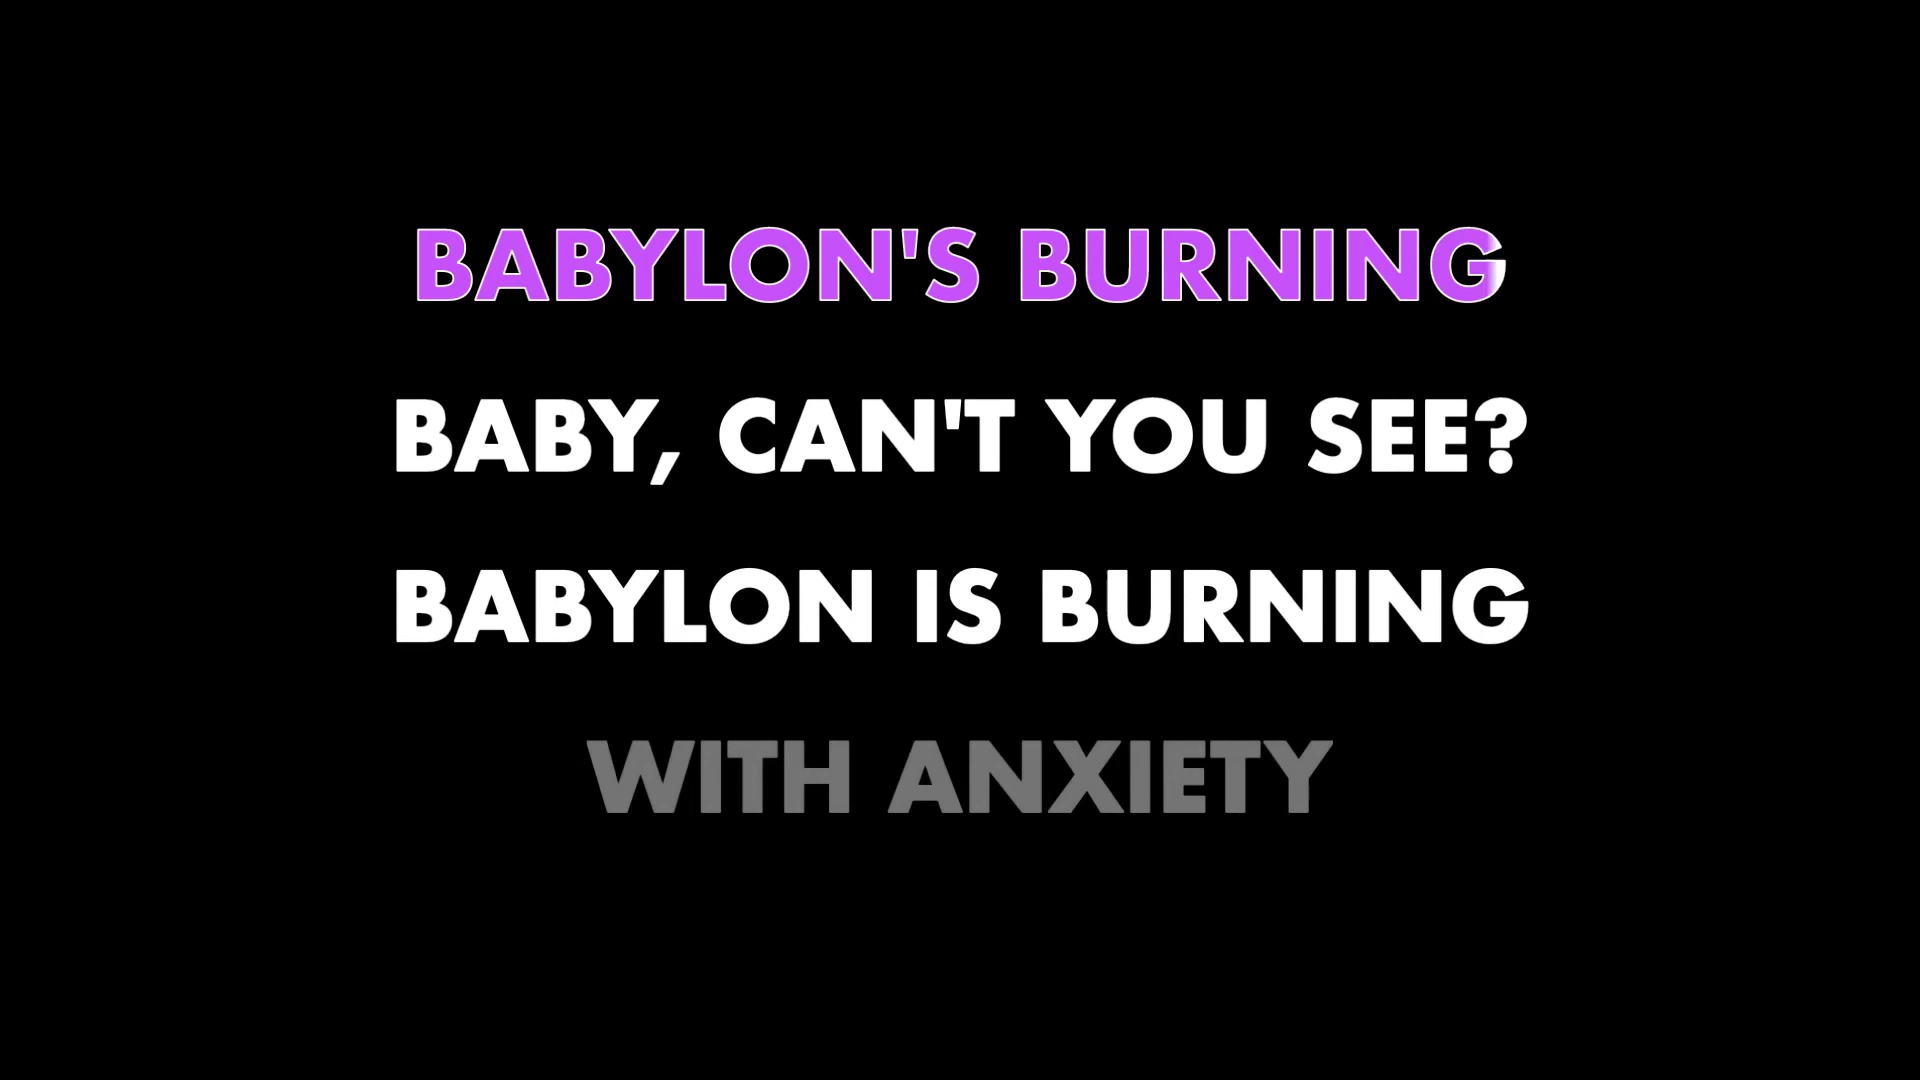 BABYLON'S BURNING
BABY, CAN'T YOU SEE?
BABYLON IS BURNING
WITH ANXIETY